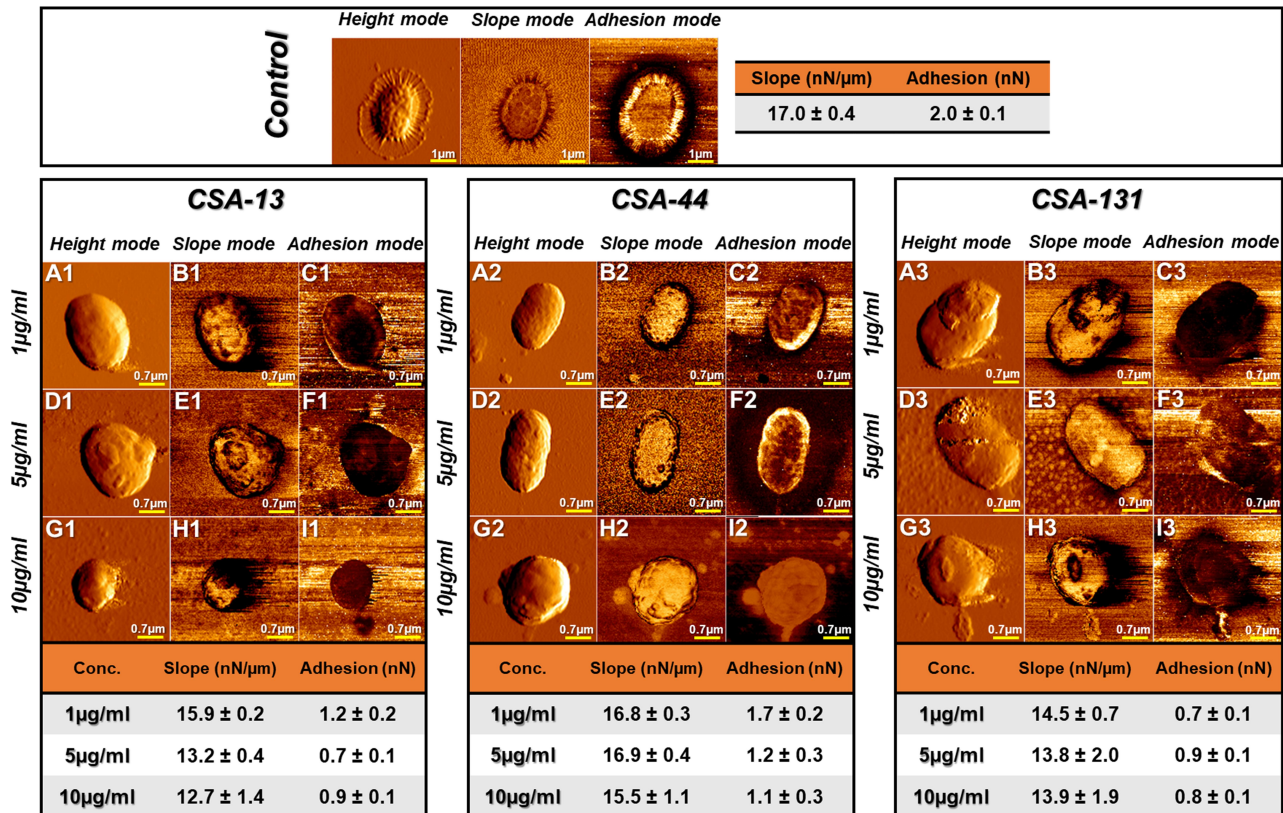 Height mode Slope mode Adhesion mode
Control
1µm 1µm 1µm
Slope (nN/µm) Adhesion (nN)
17.0 ± 0.4 2.0 ± 0.1
CSA-13
Height mode Slope mode Adhesion mode
1µg/ml
A1 B1 C1
0.7µm 0.7µm 0.7µm
5µg/ml
D1 E1 F1
0.7µm 0.7µm 0.7µm
10µg/ml
G1 H1 I1
0.7µm 0.7µm 0.7µm
Conc. Slope (nN/µm) Adhesion (nN)
1µg/ml 15.9 ± 0.2 1.2 ± 0.2
5µg/ml 13.2 ± 0.4 0.7 ± 0.1
10µg/ml 12.7 ± 1.4 0.9 ± 0.1
CSA-44
Height mode Slope mode Adhesion mode
1µg/ml
A2 B2 C2
0.7µm 0.7µm 0.7µm
5µg/ml
D2 E2 F2
0.7µm 0.7µm 0.7µm
10µg/ml
G2 H2 I2
0.7µm 0.7µm 0.7µm
Conc. Slope (nN/µm) Adhesion (nN)
1µg/ml 16.8 ± 0.3 1.7 ± 0.2
5µg/ml 16.9 ± 0.4 1.2 ± 0.3
10µg/ml 15.5 ± 1.1 1.1 ± 0.3
CSA-131
Height mode Slope mode Adhesion mode
1µg/ml
A3 B3 C3
0.7µm 0.7µm 0.7µm
5µg/ml
D3 E3 F3
0.7µm 0.7µm 0.7µm
10µg/ml
G3 H3 I3
0.7µm 0.7µm 0.7µm
Conc. Slope (nN/µm) Adhesion (nN)
1µg/ml 14.5 ± 0.7 0.7 ± 0.1
5µg/ml 13.8 ± 2.0 0.9 ± 0.1
10µg/ml 13.9 ± 1.9 0.8 ± 0.1